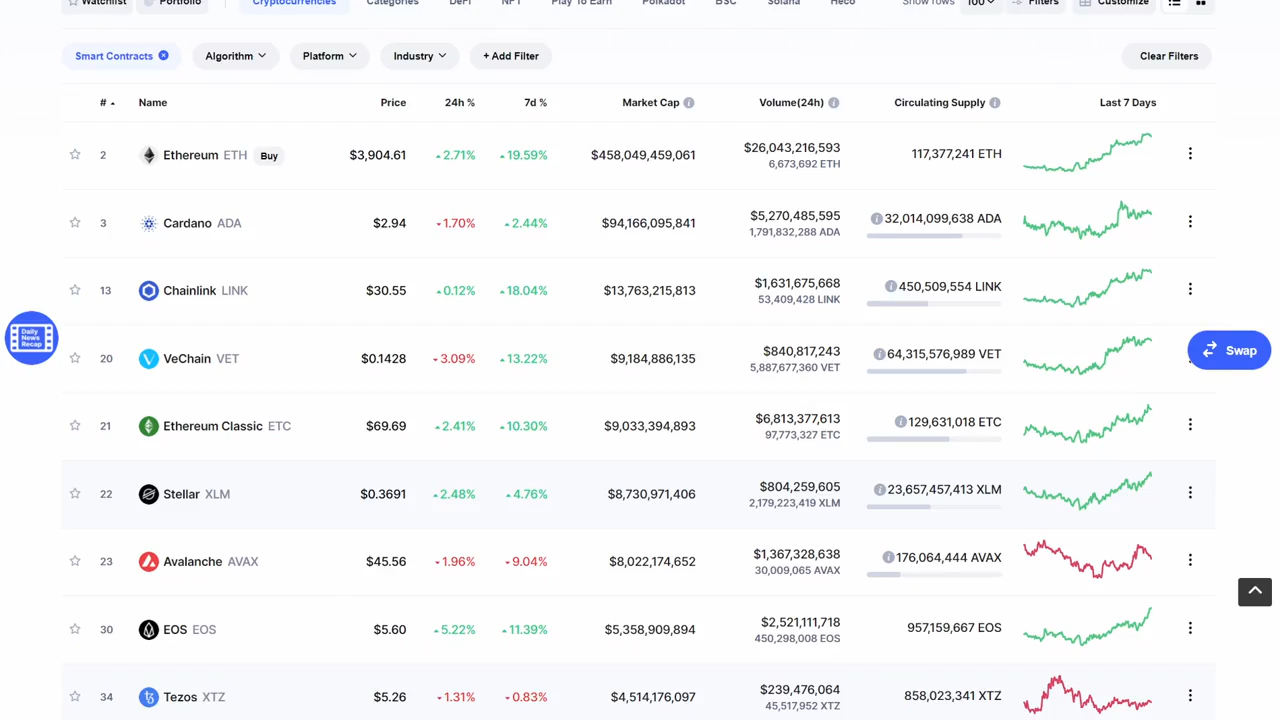 Watchlist Portfolio Cryptocurrencies Categories DeFi NFT Play To Earn Polkadot BSC Solana Heco Show rows 100 Filters Customize
Smart Contracts Algorithm Platform Industry + Add Filter Clear Filters
# Name Price 24h % 7d % Market Cap Volume(24h) Circulating Supply Last 7 Days
2 Ethereum ETH Buy $3,904.61 2.71% 19.59% $458,049,459,061 $26,043,216,593 117,377,241 ETH
6,673,692 ETH
3 Cardano ADA $2.94 1.70% 2.44% $94,166,095,841 $5,270,485,595 32,014,099,638 ADA
1,791,832,288 ADA
13 Chainlink LINK $30.55 0.12% 18.04% $13,763,215,813 $1,631,675,668 450,509,554 LINK
53,409,428 LINK
Daily
News
Recap
Swap
20 VeChain VET $0.1428 3.09% 13.22% $9,184,886,135 $840,817,243 64,315,576,989 VET
5,887,677,360 VET
21 Ethereum Classic ETC $69.69 2.41% 10.30% $9,033,394,893 $6,813,377,613 129,631,018 ETC
97,773,327 ETC
22 Stellar XLM $0.3691 2.48% 4.76% $8,730,971,406 $804,259,605 23,657,457,413 XLM
2,179,223,419 XLM
23 Avalanche AVAX $45.56 1.96% 9.04% $8,022,174,652 $1,367,328,638 176,064,444 AVAX
30,009,065 AVAX
30 EOS EOS $5.60 5.22% 11.39% $5,358,909,894 $2,521,111,718 957,159,667 EOS
450,298,008 EOS
34 Tezos XTZ $5.26 1.31% 0.83% $4,514,176,097 $239,476,064 858,023,341 XTZ
45,517,952 XTZ